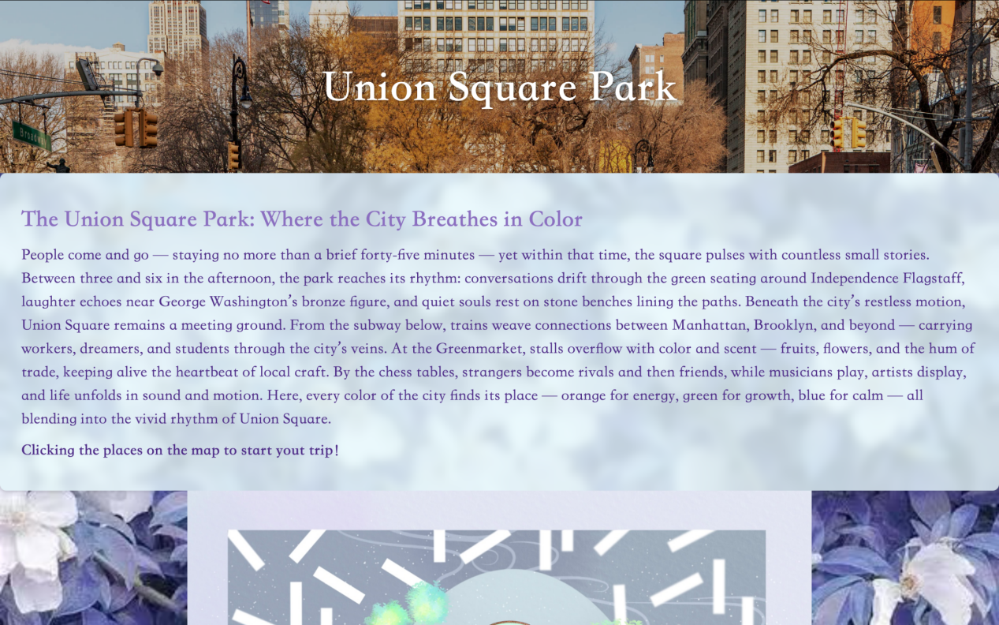 Broadway
Union Square Park
The Union Square Park: Where the City Breathes in Color
People come and go — staying no more than a brief forty-five minutes — yet within that time, the square pulses with countless small stories.
Between three and six in the afternoon, the park reaches its rhythm: conversations drift through the green seating around Independence Flagstaff,
laughter echoes near George Washington’s bronze figure, and quiet souls rest on stone benches lining the paths. Beneath the city’s restless motion,
Union Square remains a meeting ground. From the subway below, trains weave connections between Manhattan, Brooklyn, and beyond — carrying
workers, dreamers, and students through the city’s veins. At the Greenmarket, stalls overflow with color and scent — fruits, flowers, and the hum of
trade, keeping alive the heartbeat of local craft. By the chess tables, strangers become rivals and then friends, while musicians play, artists display,
and life unfolds in sound and motion. Here, every color of the city finds its place — orange for energy, green for growth, blue for calm — all
blending into the vivid rhythm of Union Square.
Clicking the places on the map to start yout trip!